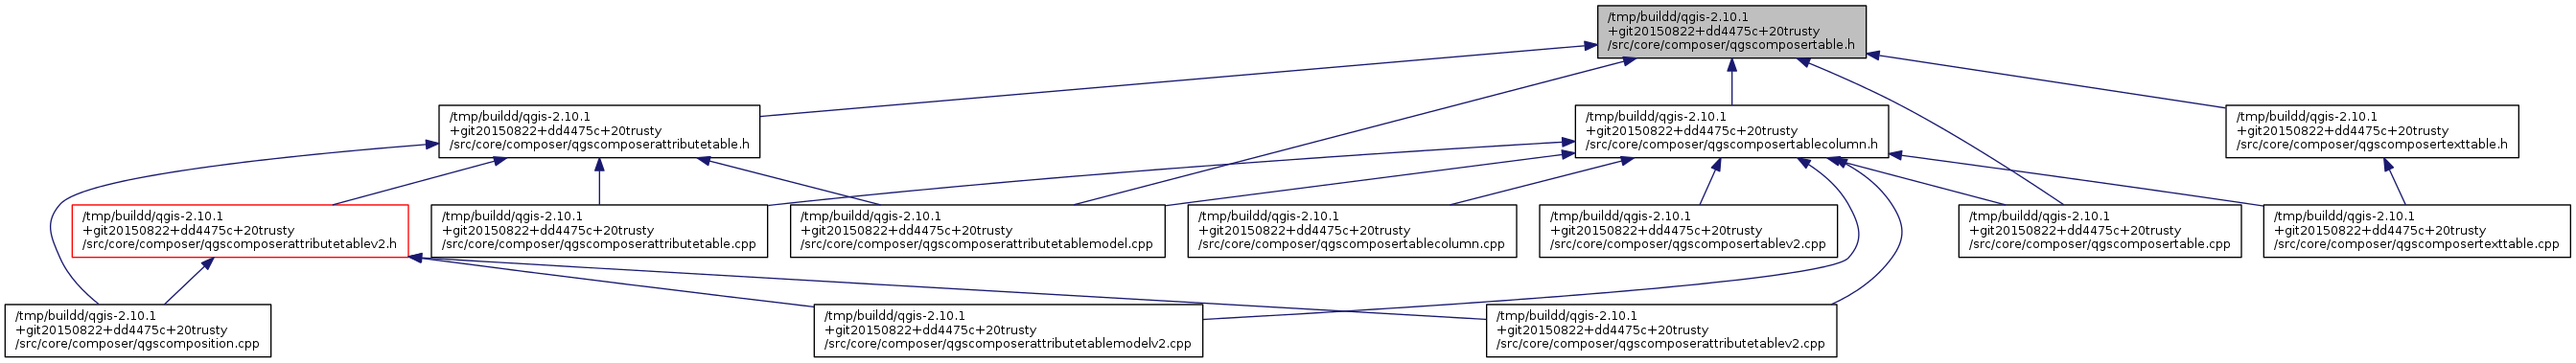 /tmp/buildd/qgis-2.10.1
+git20150822+dd4475c+20trusty
/src/core/composer/qgscomposertable.h
/tmp/buildd/qgis-2.10.1
+git20150822+dd4475c+20trusty
/src/core/composer/qgscomposerattributetable.h
/tmp/buildd/qgis-2.10.1
+git20150822+dd4475c+20trusty
/src/core/composer/qgscomposertablecolumn.h
/tmp/buildd/qgis-2.10.1
+git20150822+dd4475c+20trusty
/src/core/composer/qgscomposertexttable.h
/tmp/buildd/qgis-2.10.1
+git20150822+dd4475c+20trusty
/src/core/composer/qgscomposerattributetablev2.h
/tmp/buildd/qgis-2.10.1
+git20150822+dd4475c+20trusty
/src/core/composer/qgscomposerattributetable.cpp
/tmp/buildd/qgis-2.10.1
+git20150822+dd4475c+20trusty
/src/core/composer/qgscomposerattributetablemodel.cpp
/tmp/buildd/qgis-2.10.1
+git20150822+dd4475c+20trusty
/src/core/composer/qgscomposertablecolumn.cpp
/tmp/buildd/qgis-2.10.1
+git20150822+dd4475c+20trusty
/src/core/composer/qgscomposertablev2.cpp
/tmp/buildd/qgis-2.10.1
+git20150822+dd4475c+20trusty
/src/core/composer/qgscomposertable.cpp
/tmp/buildd/qgis-2.10.1
+git20150822+dd4475c+20trusty
/src/core/composer/qgscomposertexttable.cpp
/tmp/buildd/qgis-2.10.1
+git20150822+dd4475c+20trusty
/src/core/composer/qgscomposition.cpp
/tmp/buildd/qgis-2.10.1
+git20150822+dd4475c+20trusty
/src/core/composer/qgscomposerattributetablemodelv2.cpp
/tmp/buildd/qgis-2.10.1
+git20150822+dd4475c+20trusty
/src/core/composer/qgscomposerattributetablev2.cpp